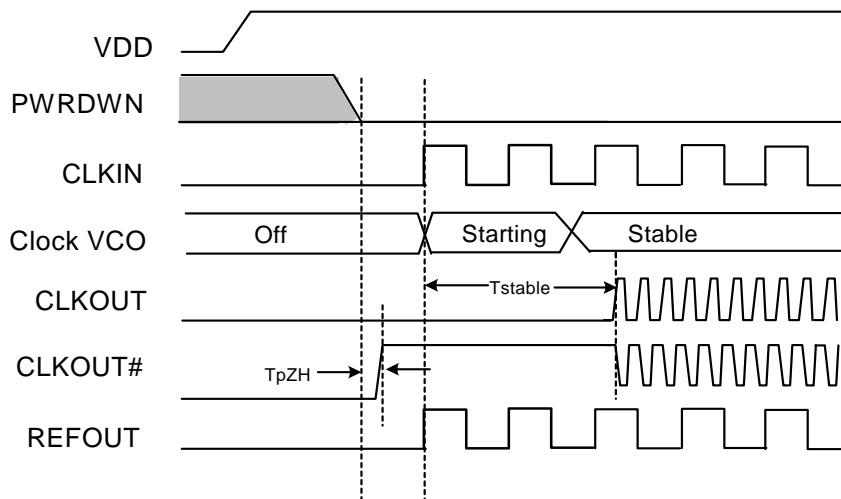 VDD
PWRDWN
CLKIN
Clock VCO Off Starting Stable
CLKOUT Tstable
CLKOUT# TpZH
REFOUT